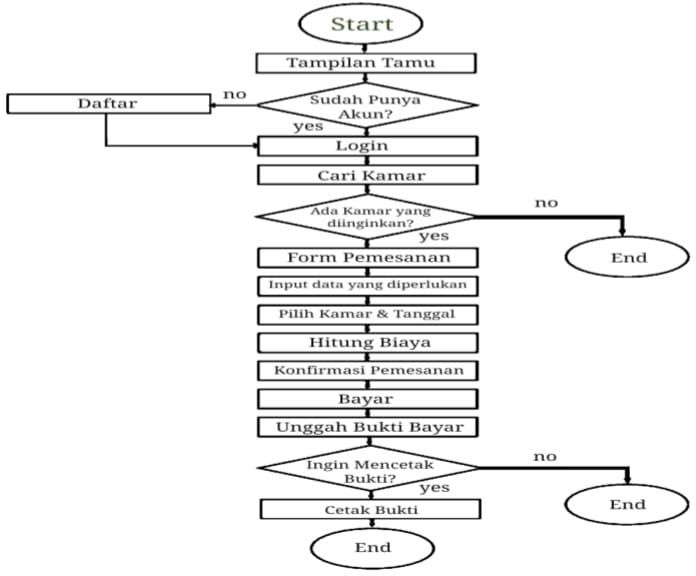 Start
Tampilan Tamu
no
Daftar
Sudah Punya
Akun?
yes
Login
Cari Kamar
no
Ada Kamar yang
diinginkan?
yes
Form Pemesanan
End
Input data yang diperlukan
Pilih Kamar & Tanggal
Hitung Biaya
Konfirmasi Pemesanan
Bayar
Unggah Bukti Bayar
no
Ingin Mencetak
Bukti?
yes
Cetak Bukti
End
End